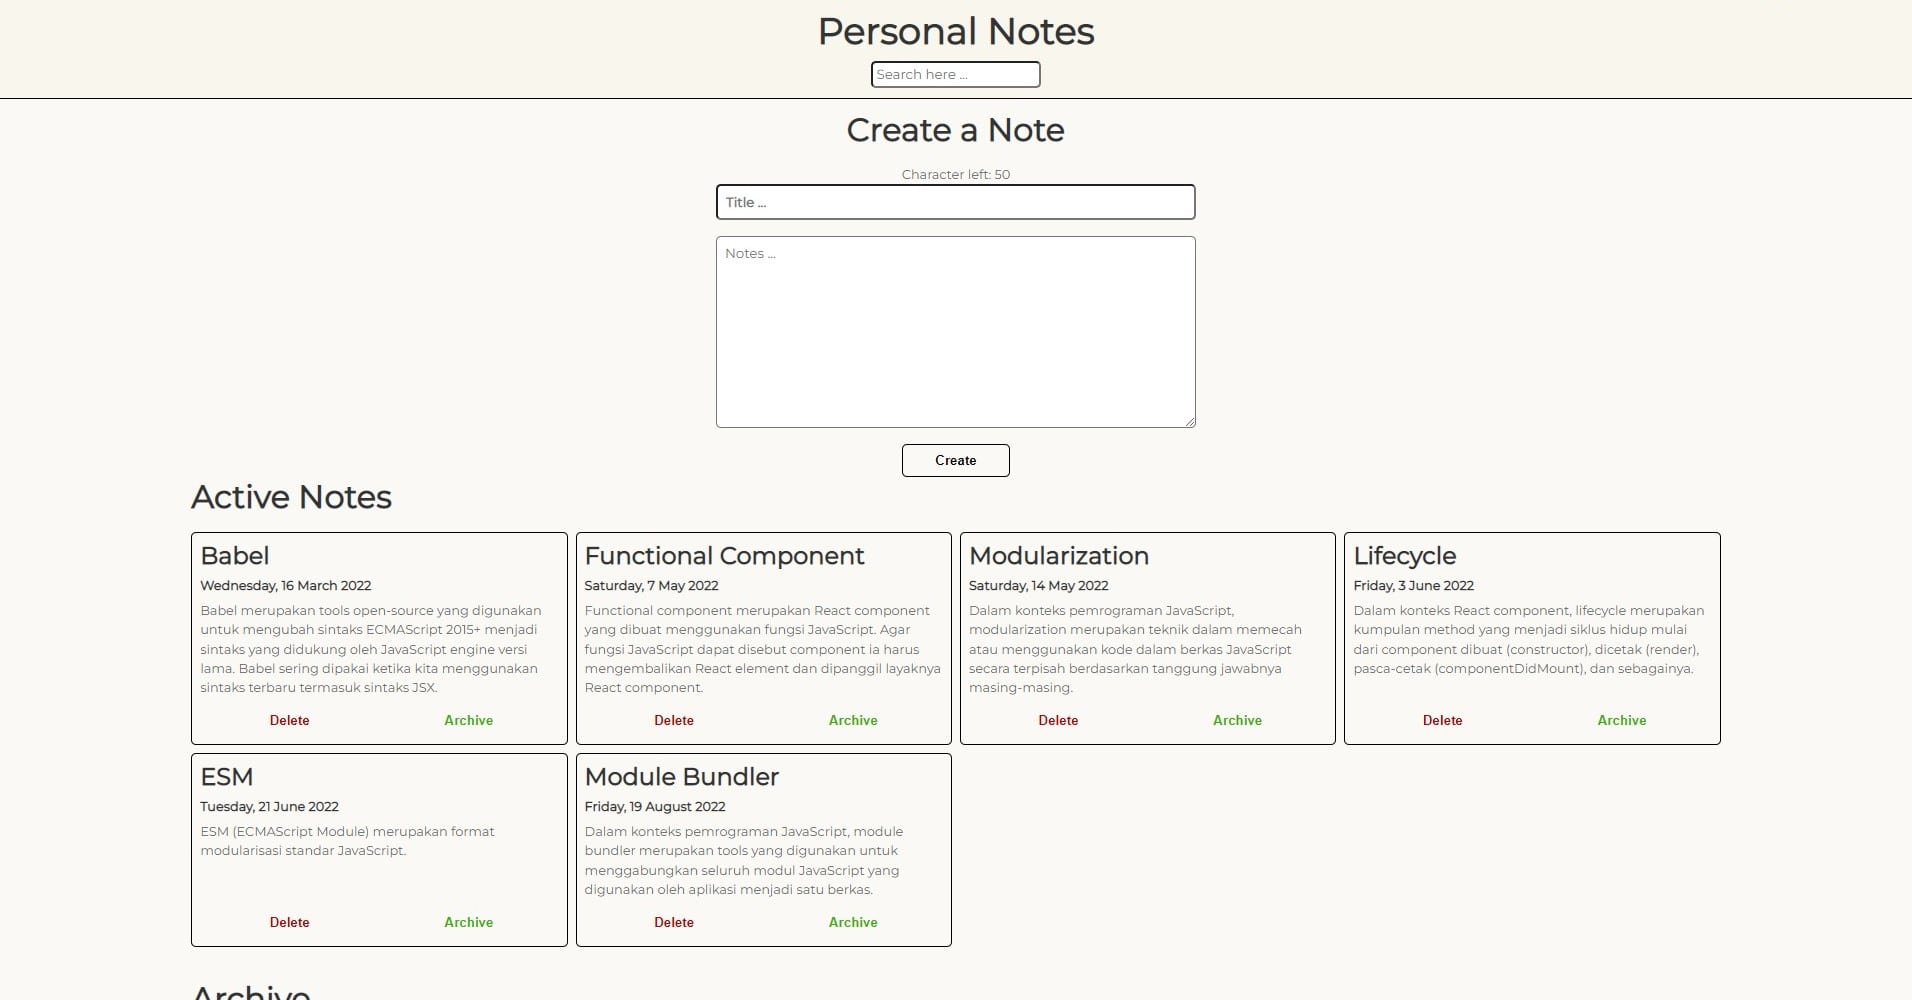 Personal Notes
Search here ...
Create a Note
Character left: 50
Title ...
Notes ...
Create
Active Notes
Babel
Wednesday, 16 March 2022
Babel merupakan tools open-source yang digunakan
untuk mengubah sintaks ECMAScript 2015+ menjadi
sintaks yang didukung oleh JavaScript engine versi
lama. Babel sering dipakai ketika kita menggunakan
sintaks terbaru termasuk sintaks JSX.
Delete
Archive
Functional Component
Saturday, 7 May 2022
Functional component merupakan React component
yang dibuat menggunakan fungsi JavaScript. Agar
fungsi JavaScript dapat disebut component ia harus
mengembalikan React element dan dipanggil layaknya
React component.
Delete
Archive
Modularization
Saturday, 14 May 2022
Dalam konteks pemrograman JavaScript,
modularization merupakan teknik dalam memecah
atau menggunakan kode dalam berkas JavaScript
secara terpisah berdasarkan tanggung jawabnya
masing-masing.
Delete
Archive
Lifecycle
Friday, 3 June 2022
Dalam konteks React component, lifecycle merupakan
kumpulan method yang menjadi siklus hidup mulai
dari component dibuat (constructor), dicetak (render),
pasca-cetak (componentDidMount), dan sebagainya.
Delete
Archive
ESM
Tuesday, 21 June 2022
ESM (ECMAScript Module) merupakan format
modularisasi standar JavaScript.
Delete
Archive
Module Bundler
Friday, 19 August 2022
Dalam konteks pemrograman JavaScript, module
bundler merupakan tools yang digunakan untuk
menggabungkan seluruh modul JavaScript yang
digunakan oleh aplikasi menjadi satu berkas.
Delete
Archive
Archive